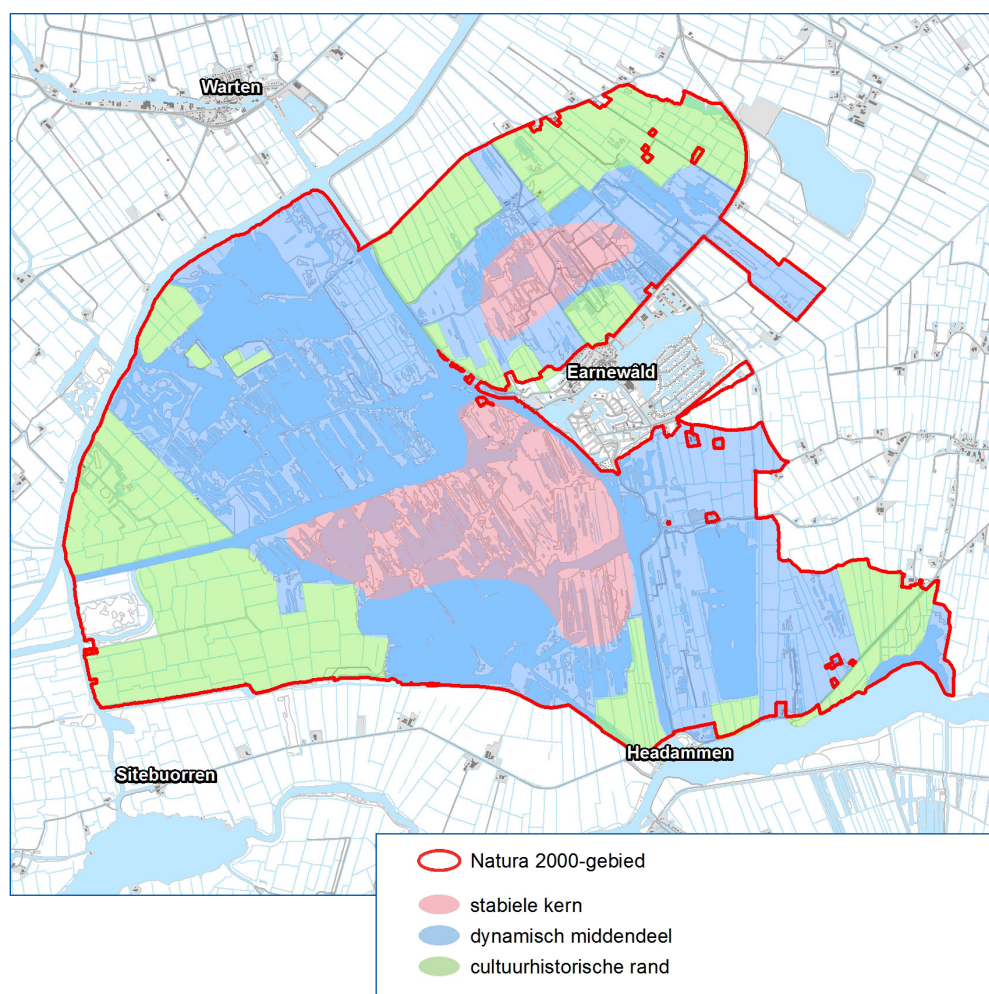 Warten
Earnewâld
Headammen
Sitebuorren
Natura 2000-gebied
stabiele kern
dynamisch middendeel
cultuurhistorische rand